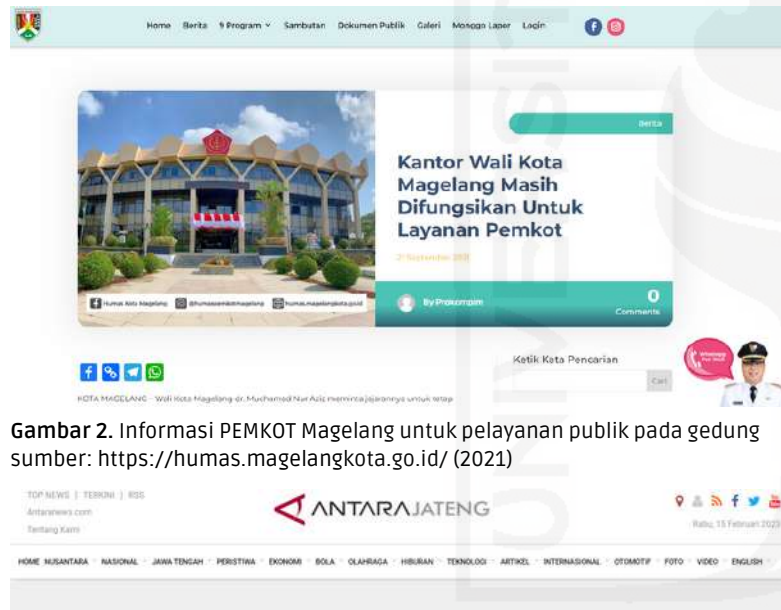 Home Berita 9 Program Sambutan Dokumen Publik Galeri Monggo Lapor Login
Berita
Kantor Wali Kota
Magelang Masih
Difungsikan Untuk
Layanan Pemkot
21 September 2021
Humas Kota Magelang @humaspemkotmagelang humas.magelangkota.go.id
By Prokompim
0
Comments
Ketik Kata Pencarian
Cari
KOTA MAGELANG – Wali Kota Magelang dr. Muchamad Nur Aziz meminta jajarannya untuk tetap
Gambar 2. Informasi PEMKOT Magelang untuk pelayanan publik pada gedung
sumber: https://humas.magelangkota.go.id/ (2021)
TOP NEWS | TERKINI | RSS
Antaranews.com
Tentang Kami
ANTARAJATENG
Rabu, 15 Februari 2023
HOME NUSANTARA NASIONAL JAWA TENGAH PERISTIWA EKONOMI BOLA OLAHRAGA HIBURAN TEKNOLOGI ARTIKEL INTERNASIONAL OTOMOTIF FOTO VIDEO ENGLISH
UNIVERSIT